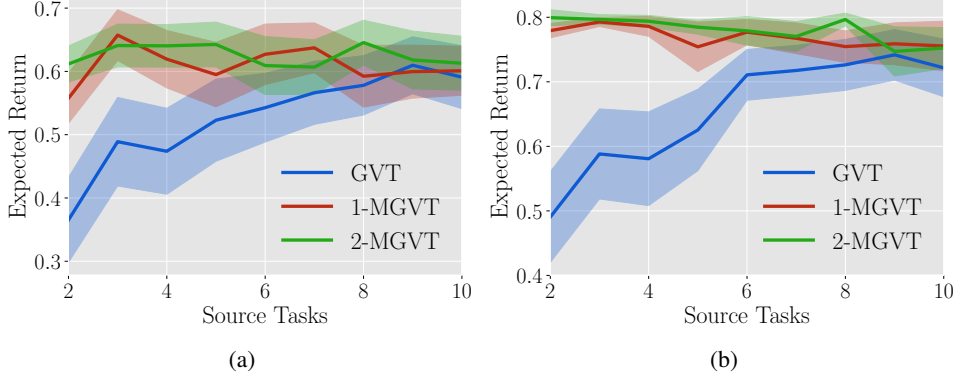 0.7
0.6
0.5
0.4
0.3
Expected Return
2
4
6
8
10
Source Tasks
GVT
1-MGVT
2-MGVT
(a)
0.8
0.7
0.6
0.5
0.4
Expected Return
2
4
6
8
10
Source Tasks
GVT
1-MGVT
2-MGVT
(b)